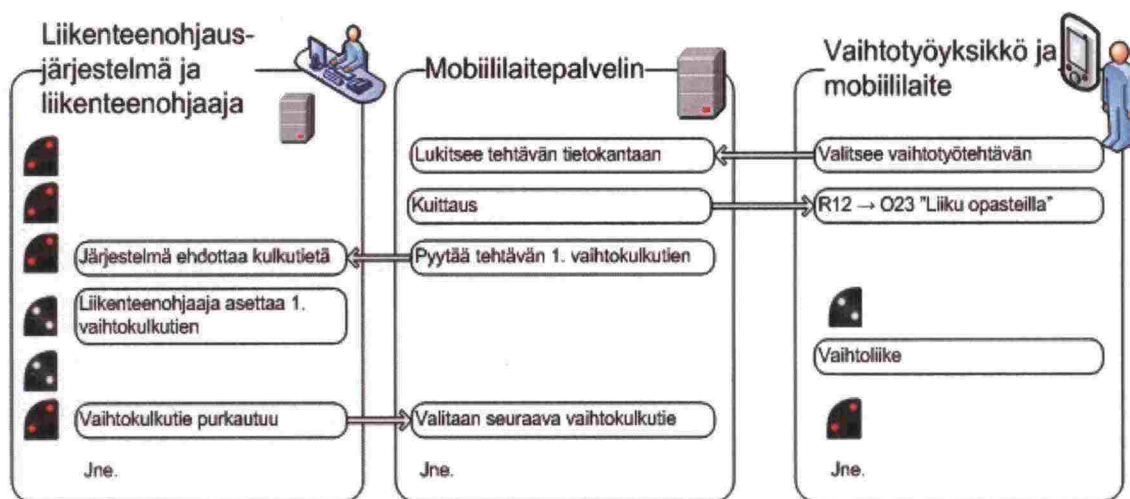 Liikenteenohjaus-
järjestelmä ja
liikenteenohjaaja
Mobiililaitepalvelin
Vaihtotyöyksikkö ja
mobiililaite
Lukitsee tehtävän tietokantaan
Valitsee vaihtotyötehtävän
Kuittaus
R12 → O23 "Liiku opasteilla"
Järjestelmä ehdottaa kulkutietä
Pyytää tehtävän 1. vaihtokulkutien
Liikenteenohjaaja asettaa 1.
vaihtokulkutien
Vaihtoliike
Vaihtokulkutie purkautuu
Valitaan seuraava vaihtokulkutie
Jne.
Jne.
Jne.